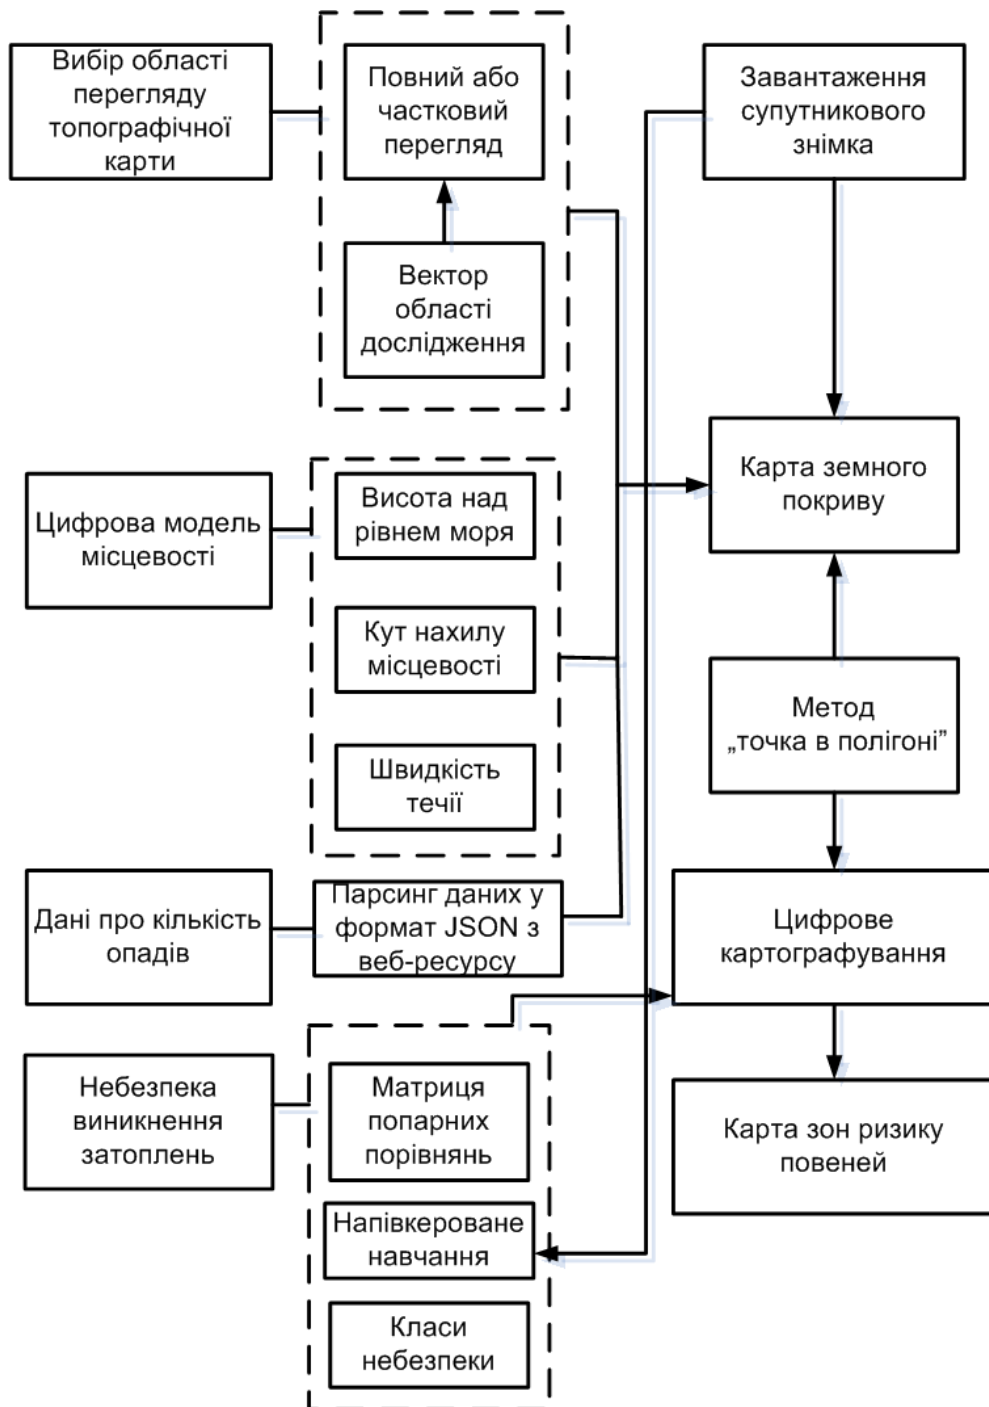 Вибір області
перегляду
топографічної
карти
Повний або
частковий
перегляд
Завантаження
супутникового
знімка
Вектор
області
дослідження
Карта земного
покриву
Цифрова модель
місцевості
Висота над
рівнем моря
Кут нахилу
місцевості
Швидкість
течії
Метод
„точка в полігоні”
Дані про кількість
опадів
Парсинг даних у
формат JSON з
веб-ресурсу
Цифрове
картографування
Небезпека
виникнення
затоплень
Матриця
попарних
порівнянь
Карта зон ризику
повеней
Напівкероване
навчання
Класи
небезпеки